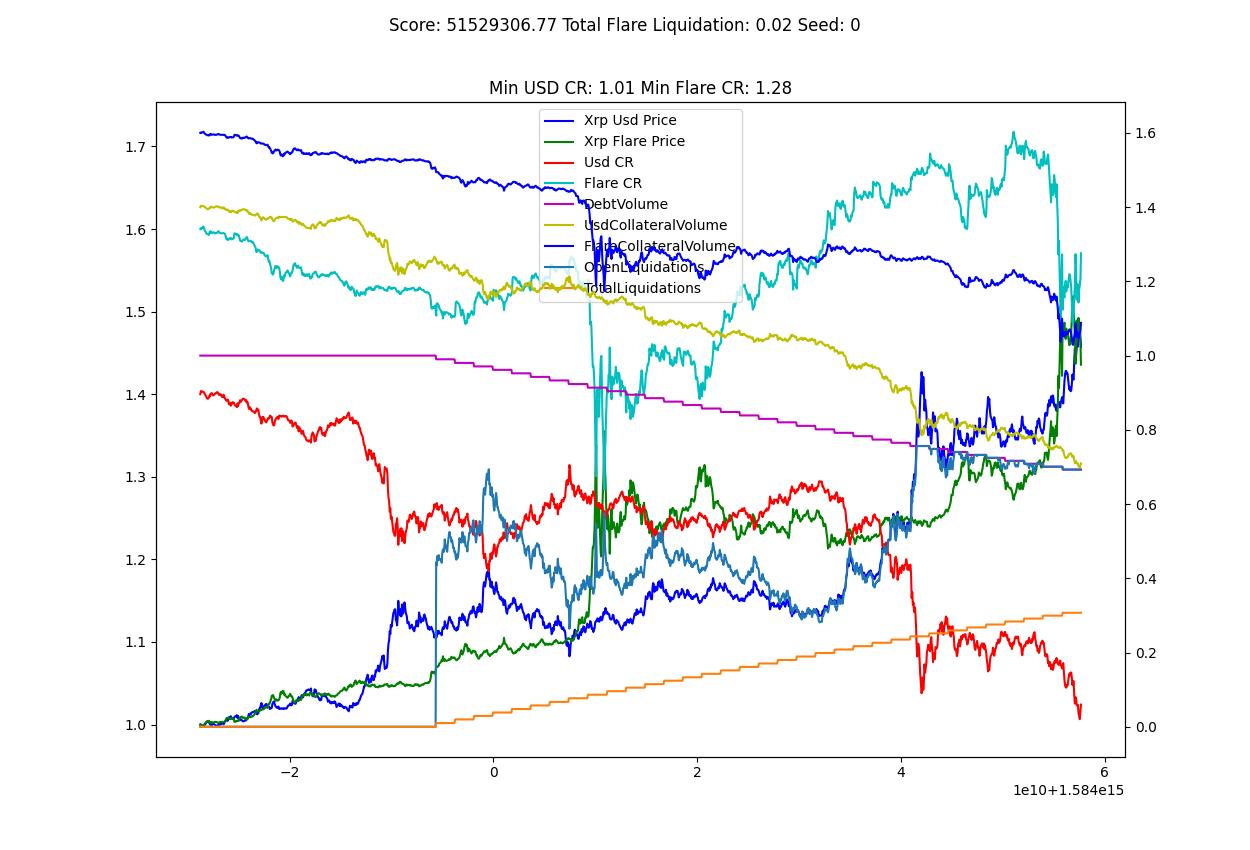 Score: 51529306.77 Total Flare Liquidation: 0.02 Seed: 0
Min USD CR: 1.01 Min Flare CR: 1.28
Xrp Usd Price
Xrp Flare Price
Usd CR
Flare CR
DebtVolume
UsdCollateralVolume
FlareCollateralVolume
OpenLiquidations
TotalLiquidations
1.7
1.6
1.5
1.4
1.3
1.2
1.1
1.0
1.6
1.4
1.2
1.0
0.8
0.6
0.4
0.2
0.0
−2
0
2
4
6
1e10+1.584e15